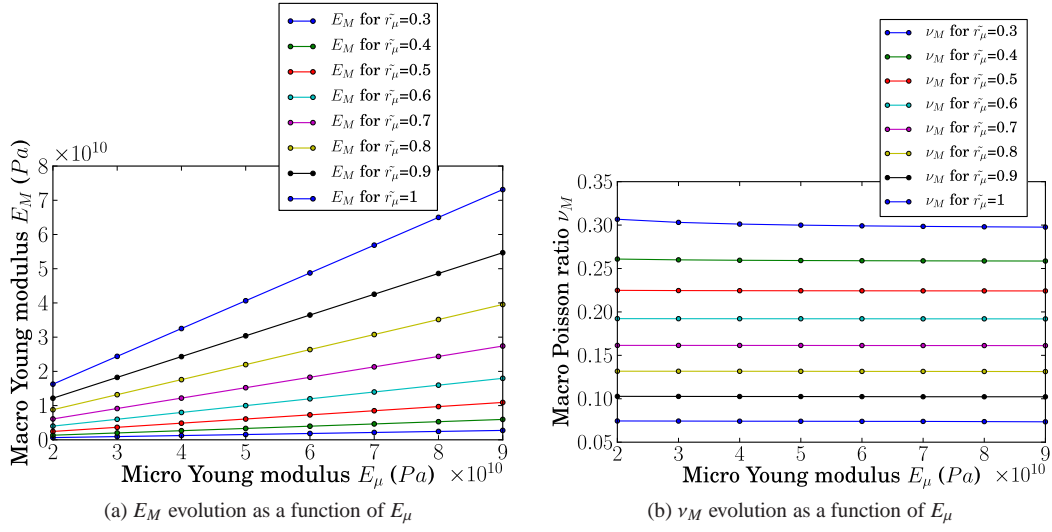 E_M for r̃_μ=0.3
E_M for r̃_μ=0.4
E_M for r̃_μ=0.5
E_M for r̃_μ=0.6
E_M for r̃_μ=0.7
E_M for r̃_μ=0.8
E_M for r̃_μ=0.9
E_M for r̃_μ=1
×10^10
8
7
6
5
4
3
2
1
0
Macro Young modulus E_M (Pa)
2 3 4 5 6 7 8 9
Micro Young modulus E_μ (Pa) ×10^10
(a) E_M evolution as a function of E_μ
ν_M for r̃_μ=0.3
ν_M for r̃_μ=0.4
ν_M for r̃_μ=0.5
ν_M for r̃_μ=0.6
ν_M for r̃_μ=0.7
ν_M for r̃_μ=0.8
ν_M for r̃_μ=0.9
ν_M for r̃_μ=1
0.35
0.30
0.25
0.20
0.15
0.10
0.05
Macro Poisson ratio ν_M
2 3 4 5 6 7 8 9
Micro Young modulus E_μ (Pa) ×10^10
(b) ν_M evolution as a function of E_μ